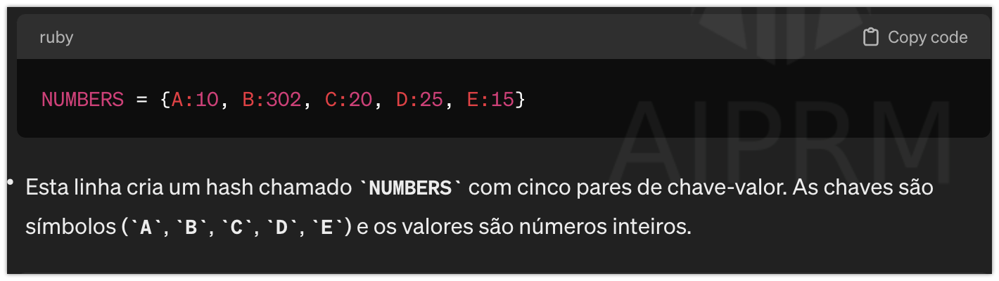 ruby
Copy code
NUMBERS = {A:10, B:302, C:20, D:25, E:15}
AIPRM
• Esta linha cria um hash chamado `NUMBERS` com cinco pares de chave-valor. As chaves são
símbolos (`A`, `B`, `C`, `D`, `E`) e os valores são números inteiros.